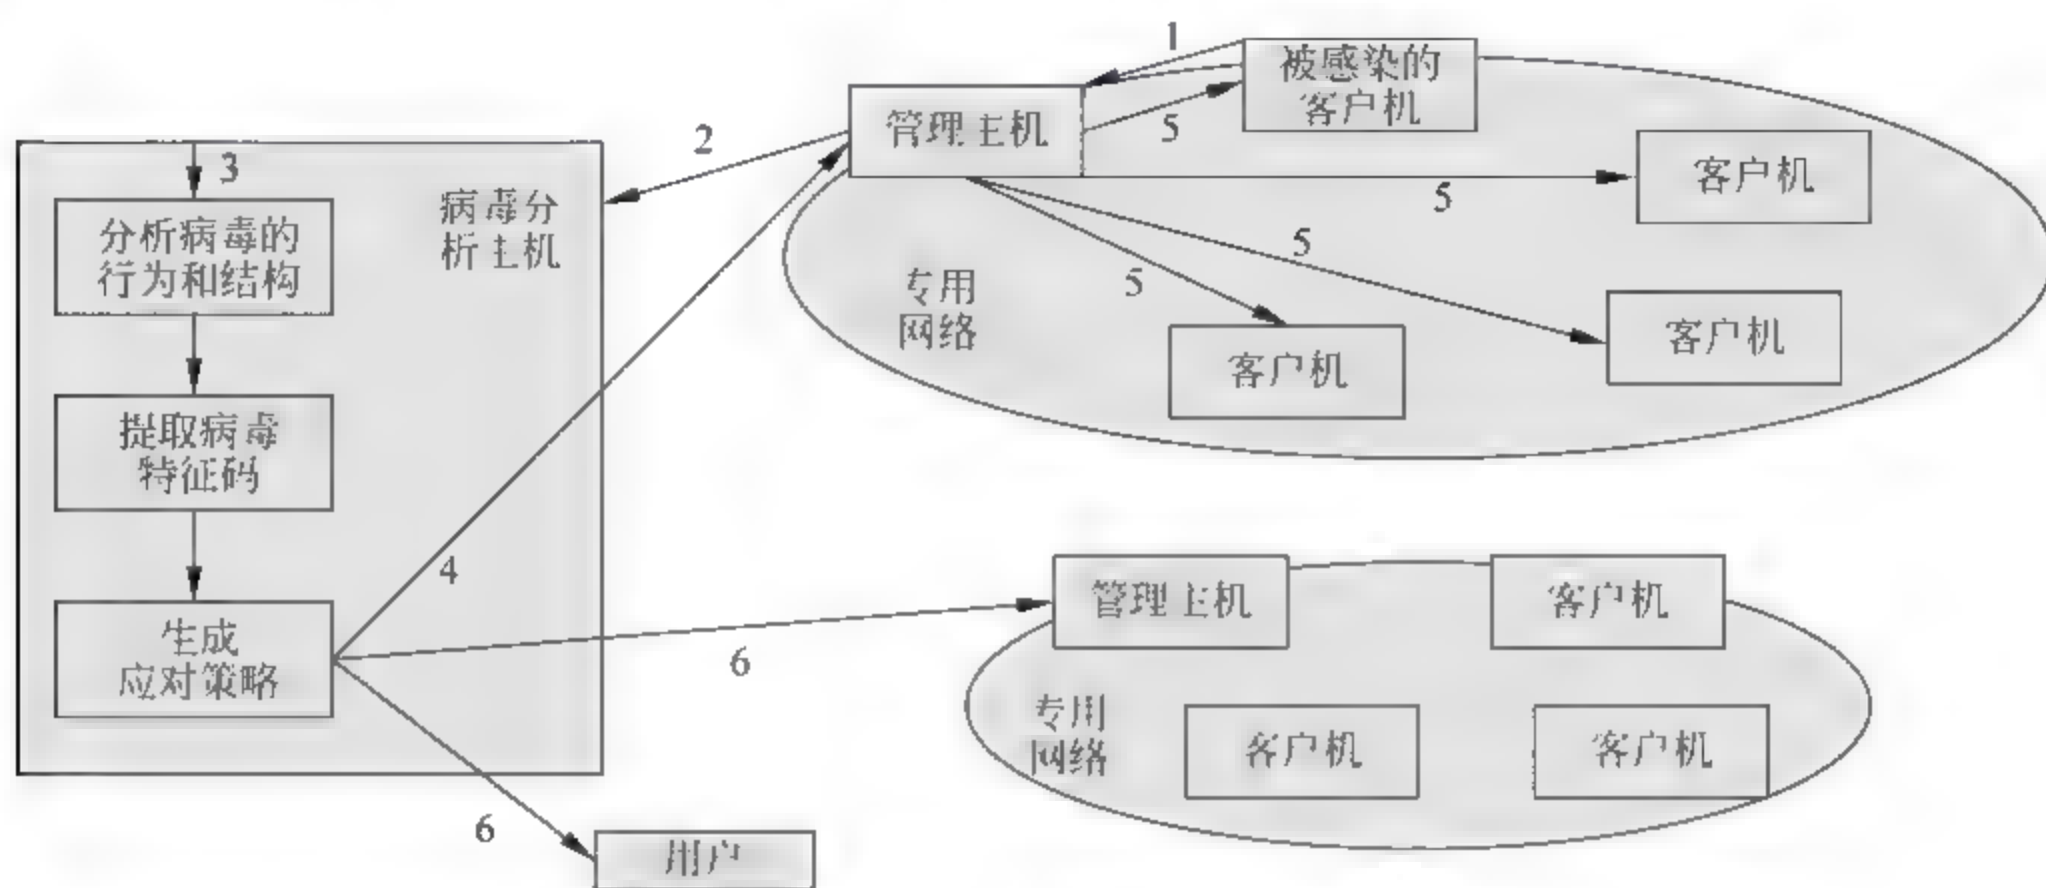 1
被感染的
客户机
管理主机
5
2
3
客户机
5
病毒分
析主机
分析病毒的
行为和结构
5
5
专用
网络
客户机
客户机
提取病毒
特征码
4
管理主机
客户机
生成
应对策略
6
专用
网络
客户机
客户机
6
用户